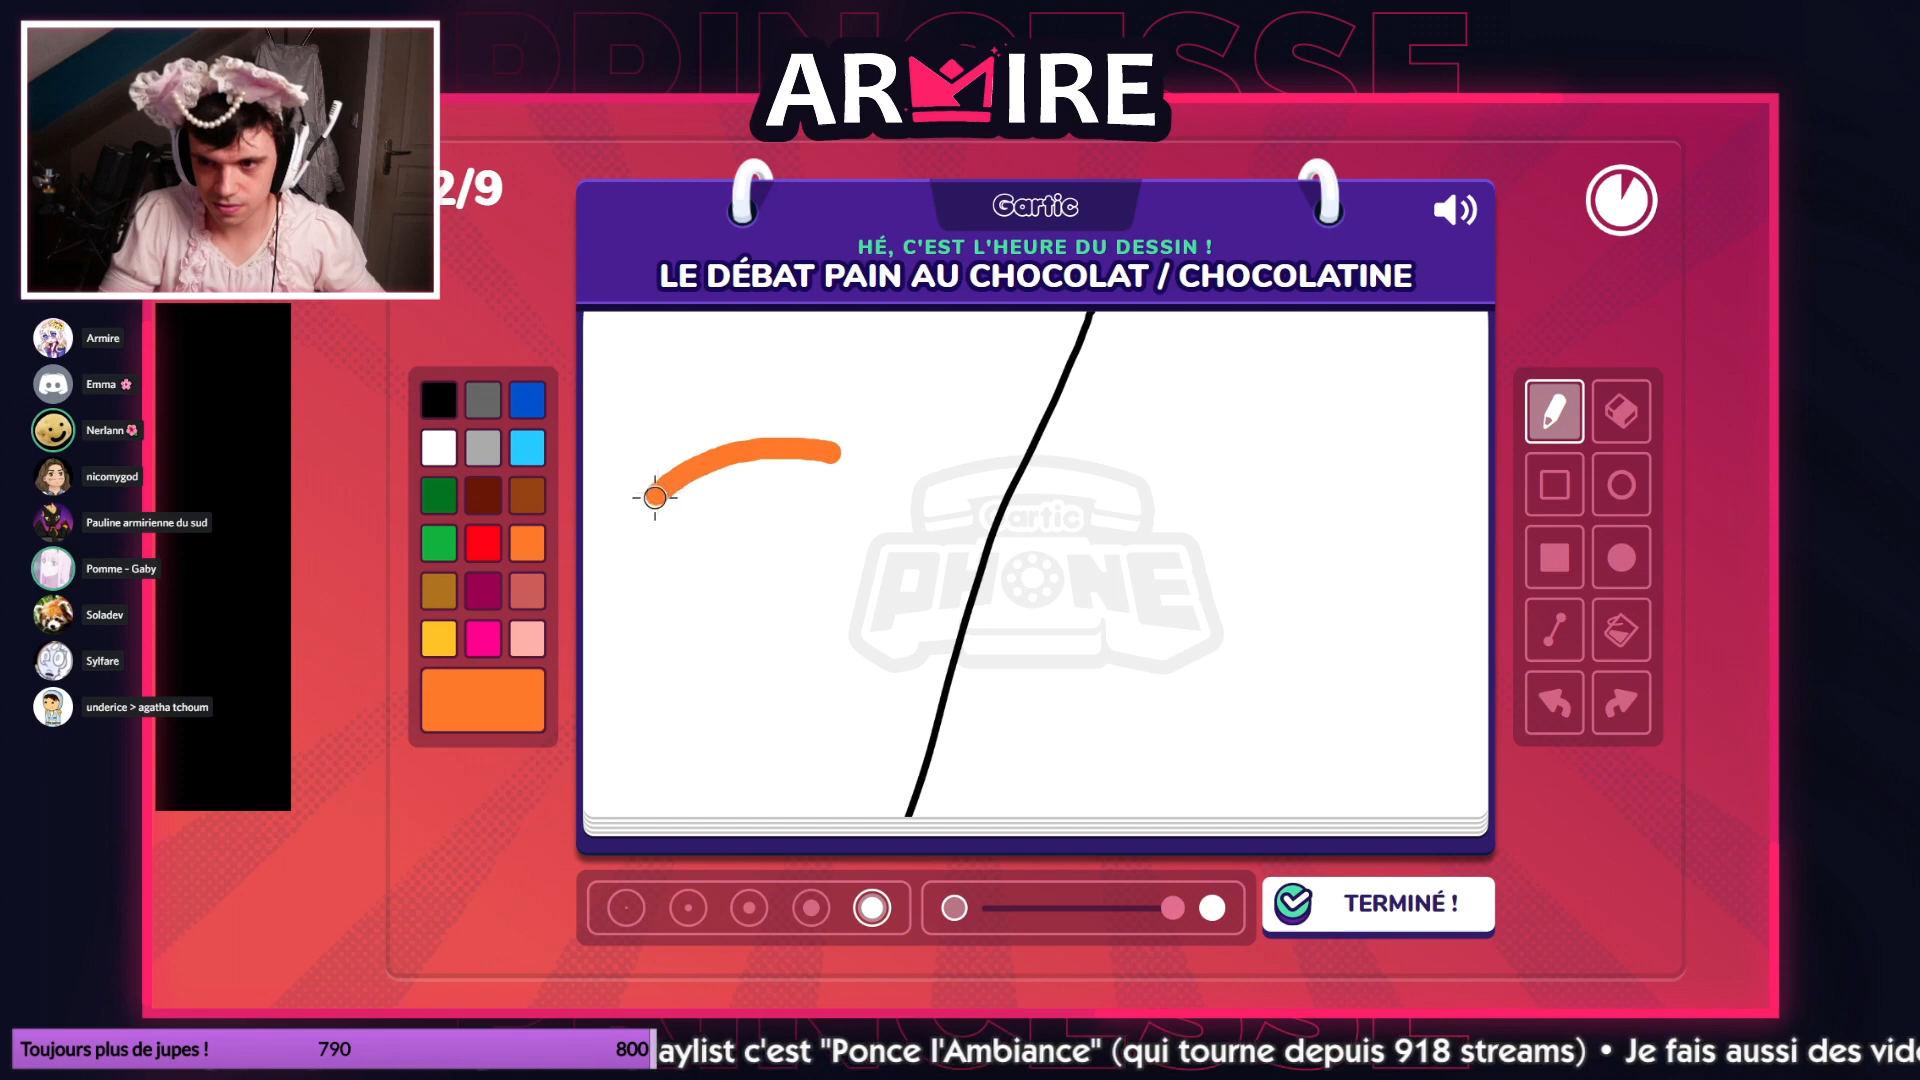 PRINCESSE
ARMIRE
2/9
Gartic
HÉ, C'EST L'HEURE DU DESSIN !
LE DÉBAT PAIN AU CHOCOLAT / CHOCOLATINE
Armire
Emma
Nerlann
nicomygod
Pauline armirienne du sud
Pomme - Gaby
Soladev
Sylfare
underice > agatha tchoum
Gartic
PHONE
TERMINÉ !
Toujours plus de jupes ! 790 800
aylist c'est "Ponce l'Ambiance" (qui tourne depuis 918 streams) • Je fais aussi des vidé